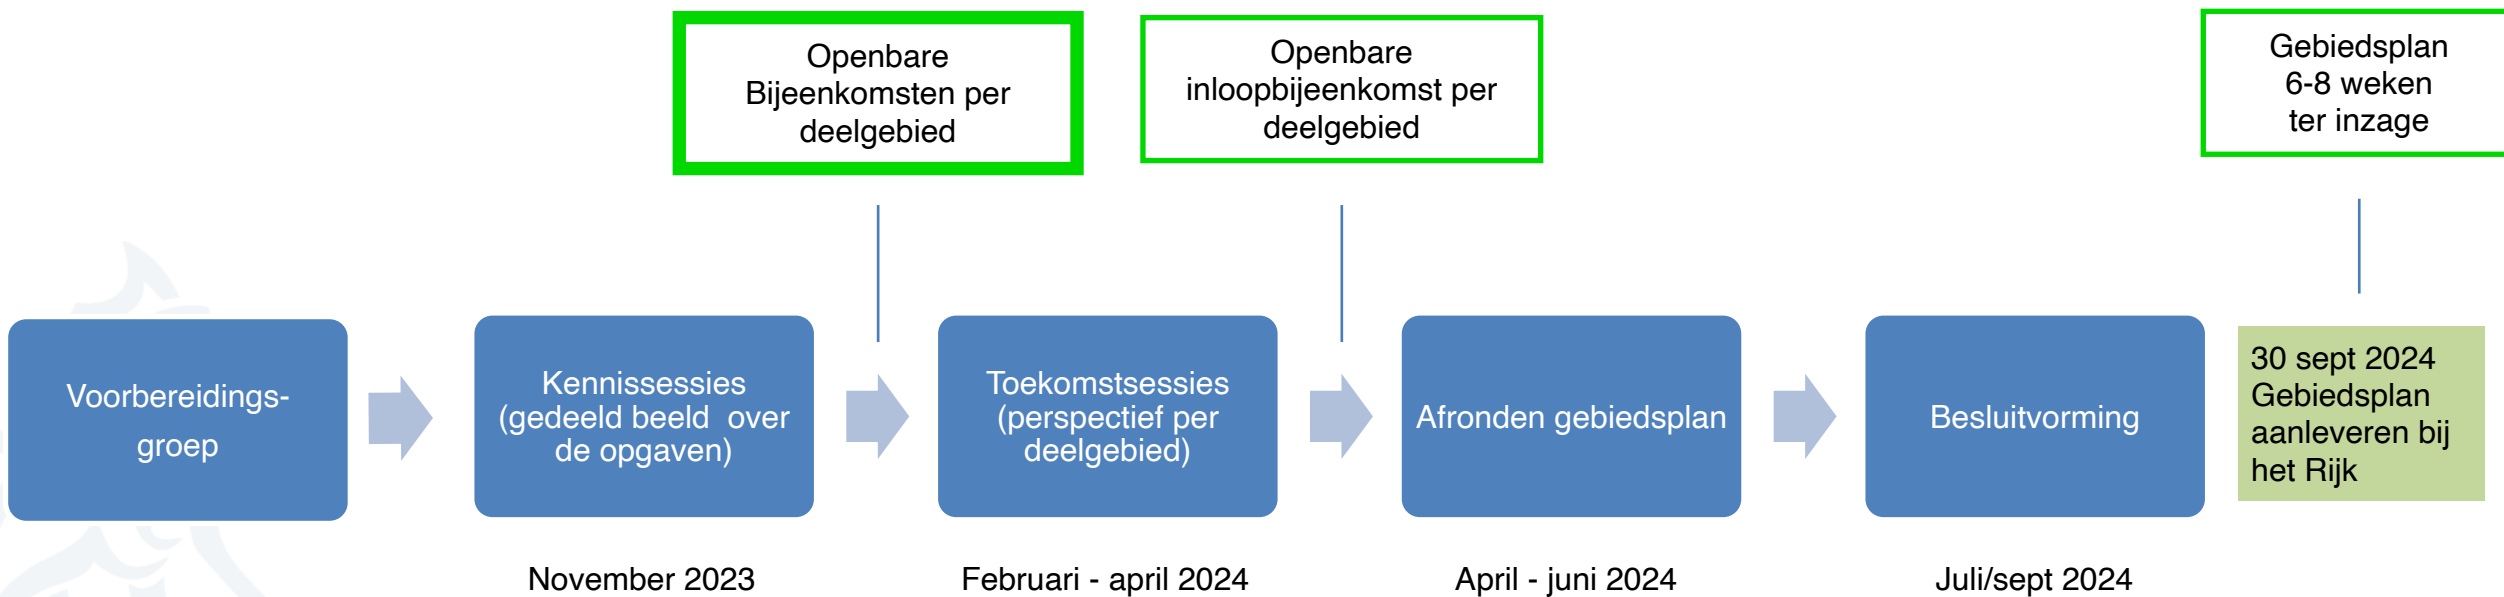 Openbare
Bijeenkomsten per
deelgebied
Openbare
inloopbijeenkomst per
deelgebied
Gebiedsplan
6-8 weken
ter inzage
Voorbereidings-
groep
Kennissessies
(gedeeld beeld over
de opgaven)
Toekomstsessies
(perspectief per
deelgebied)
Afronden gebiedsplan
Besluitvorming
30 sept 2024
Gebiedsplan
aanleveren bij
het Rijk
November 2023
Februari - april 2024
April - juni 2024
Juli/sept 2024